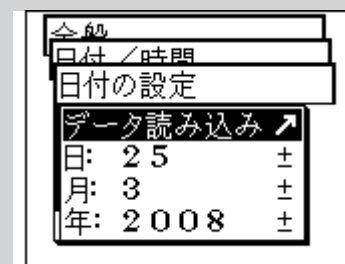 全般
日付／時間
日付の設定
データ読み込み ↗
日: 25 ±
月: 3 ±
年: 2008 ±